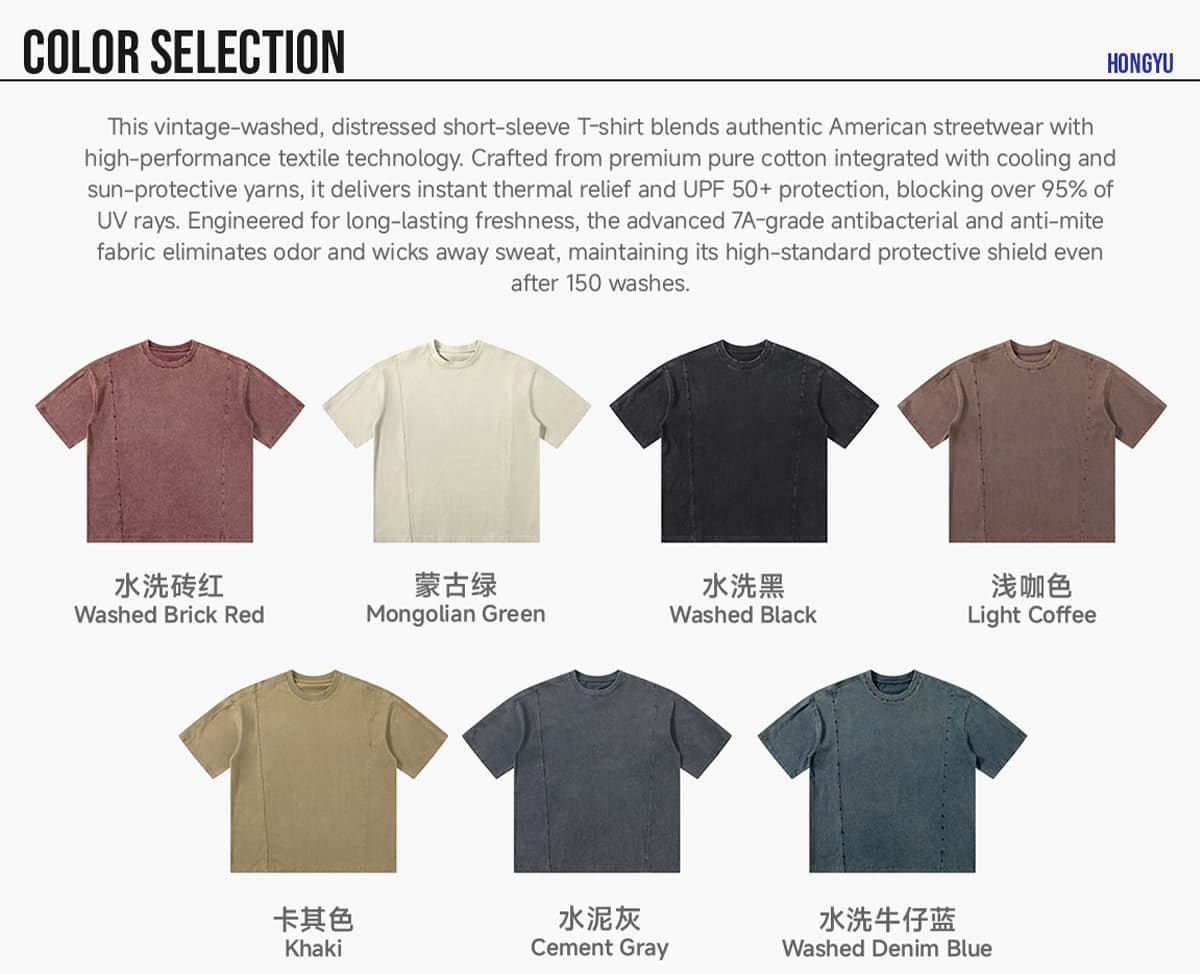 COLOR SELECTION
HONGYU
This vintage-washed, distressed short-sleeve T-shirt blends authentic American streetwear with
high-performance textile technology. Crafted from premium pure cotton integrated with cooling and
sun-protective yarns, it delivers instant thermal relief and UPF 50+ protection, blocking over 95% of
UV rays. Engineered for long-lasting freshness, the advanced 7A-grade antibacterial and anti-mite
fabric eliminates odor and wicks away sweat, maintaining its high-standard protective shield even
after 150 washes.
水洗砖红
Washed Brick Red
蒙古绿
Mongolian Green
水洗黑
Washed Black
浅咖色
Light Coffee
卡其色
Khaki
水泥灰
Cement Gray
水洗牛仔蓝
Washed Denim Blue